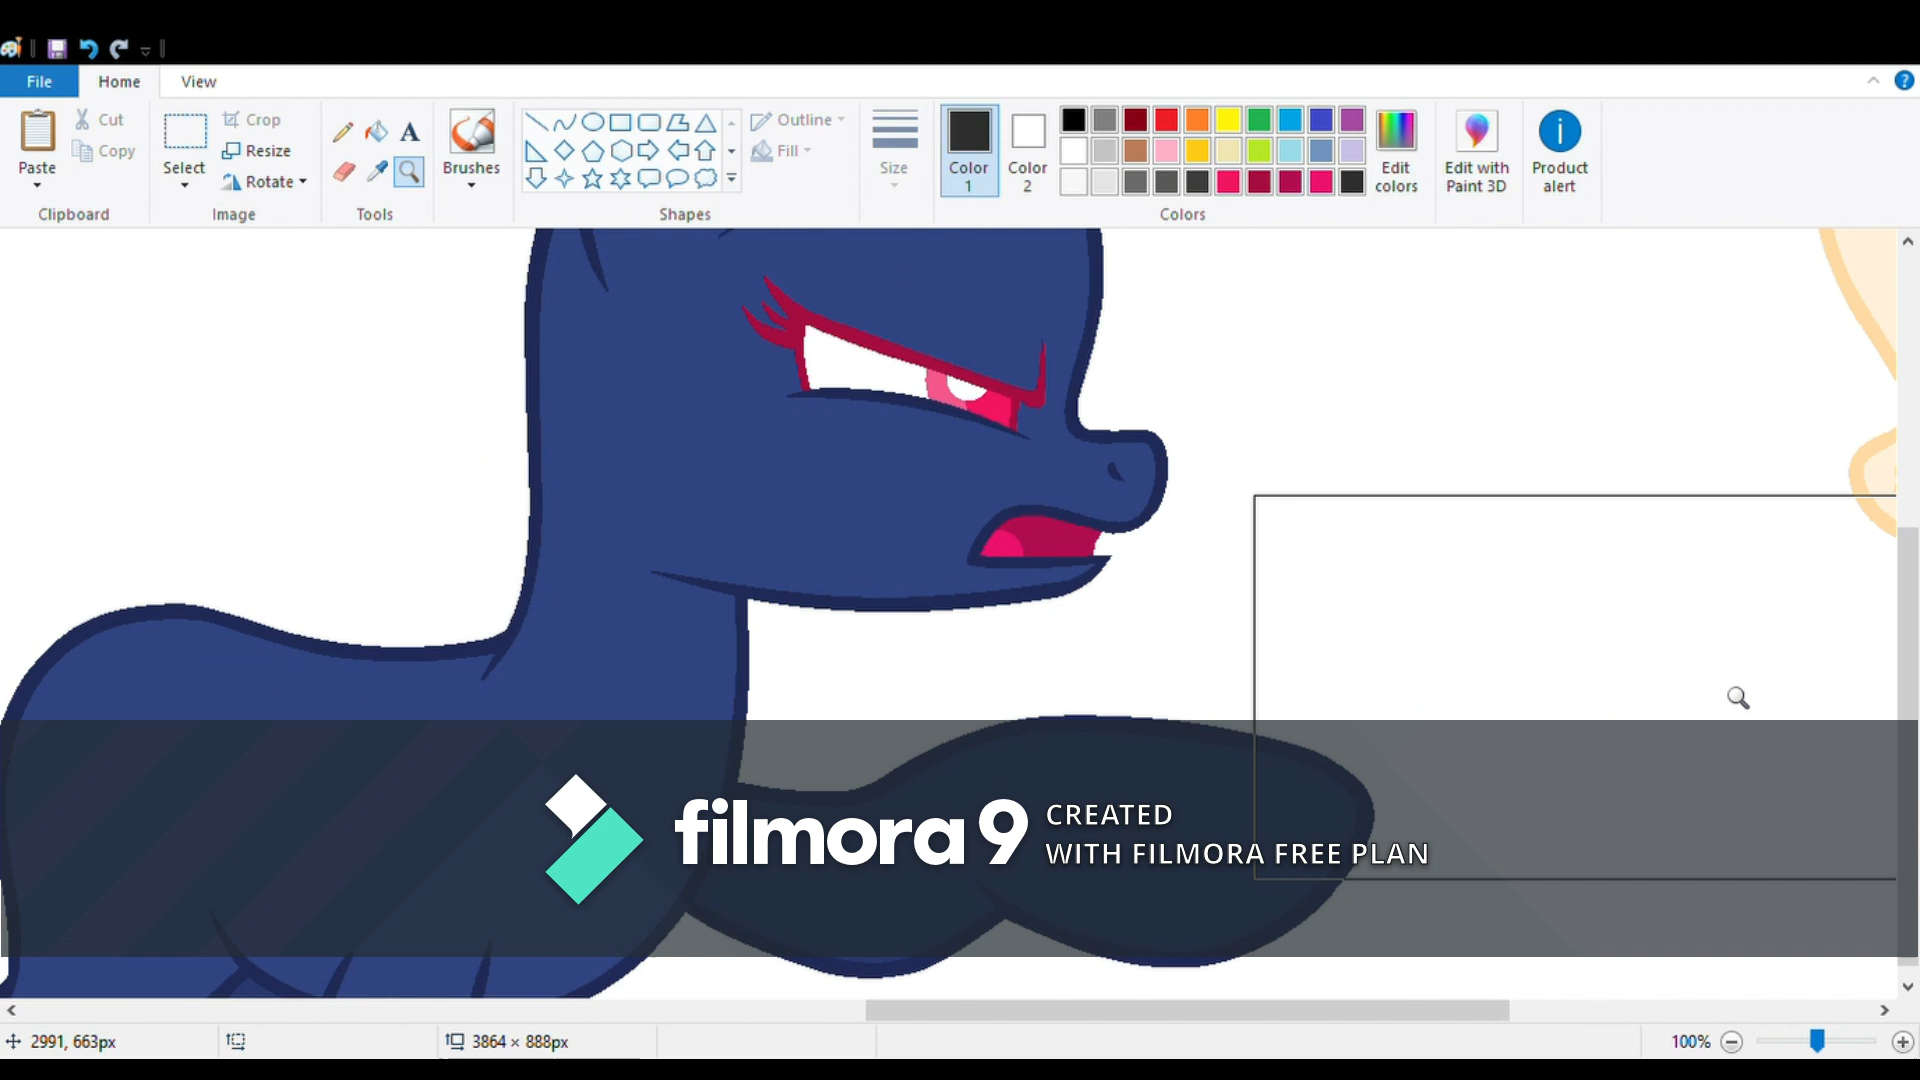 File Home View
Paste
Cut
Copy
Clipboard
Select
Crop
Resize
Rotate
Image
A
Tools
Brushes
Shapes
Outline
Fill
Size
Color 1
Color 2
Edit colors
Colors
Edit with Paint 3D
Product alert
filmora9 CREATED
WITH FILMORA FREE PLAN
2991, 663px
3864 × 888px
100%